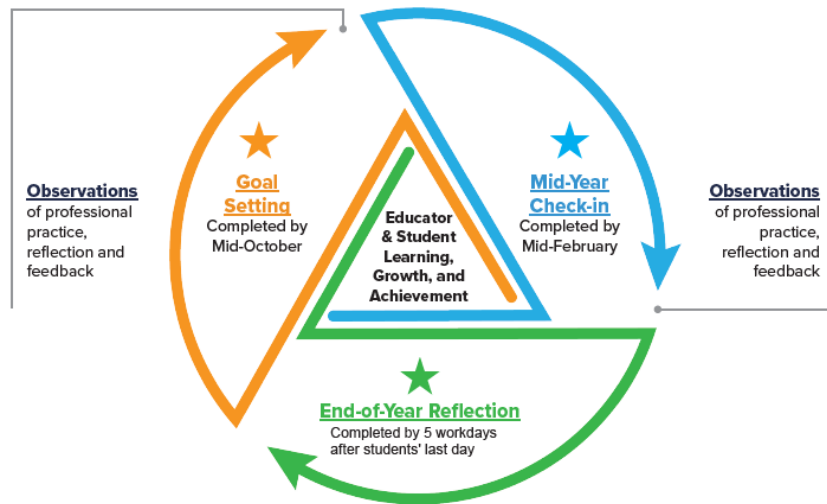 Observations
of professional
practice,
reflection and
feedback
Goal
Setting
Completed by
Mid-October
Educator
& Student
Learning,
Growth, and
Achievement
Mid-Year
Check-in
Completed by
Mid-February
Observations
of professional
practice,
reflection and
feedback
End-of-Year Reflection
Completed by 5 workdays
after students' last day